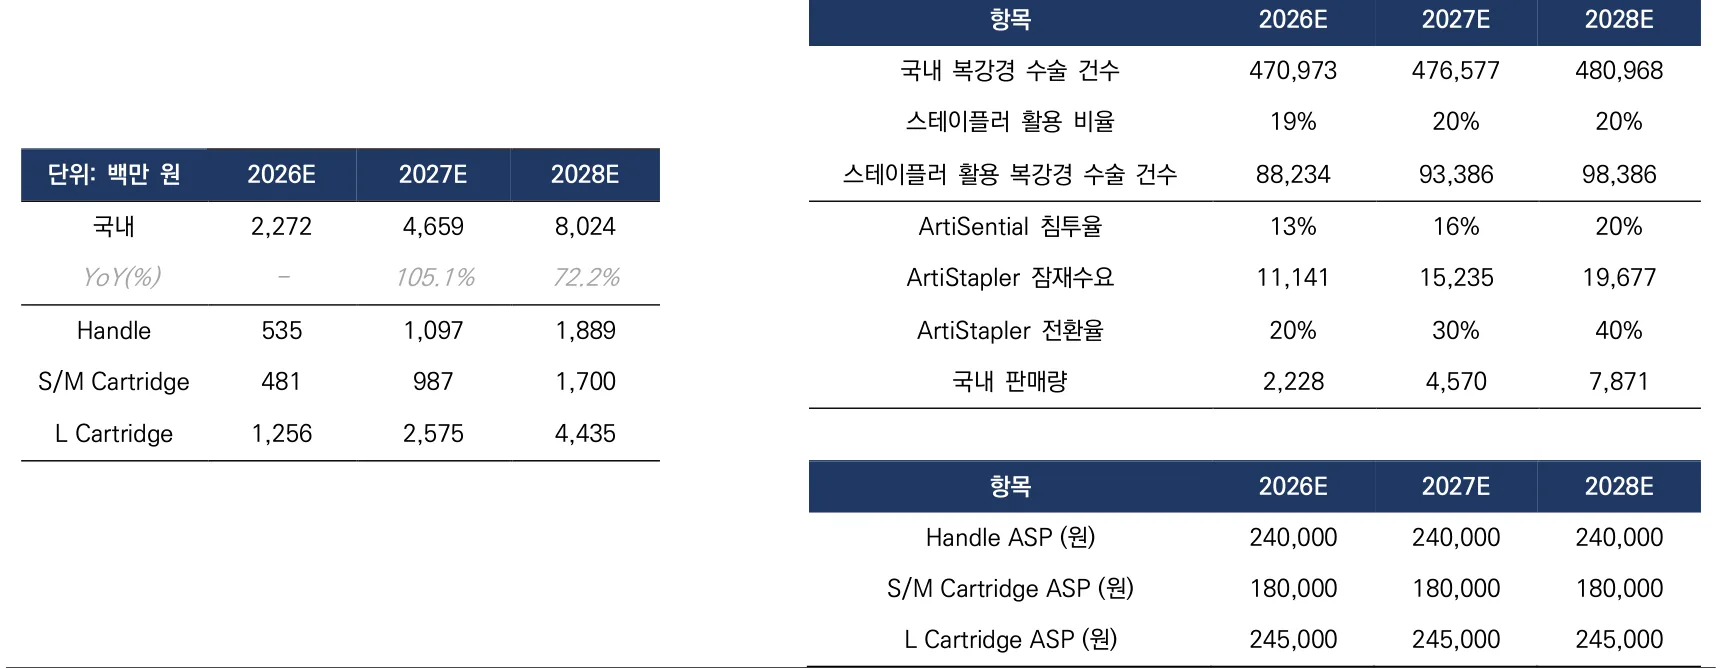 단위: 백만 원 2026E 2027E 2028E
국내 2,272 4,659 8,024
YoY(%) - 105.1% 72.2%
Handle 535 1,097 1,889
S/M Cartridge 481 987 1,700
L Cartridge 1,256 2,575 4,435
항목 2026E 2027E 2028E
국내 복강경 수술 건수 470,973 476,577 480,968
스테이플러 활용 비율 19% 20% 20%
스테이플러 활용 복강경 수술 건수 88,234 93,386 98,386
ArtiSential 침투율 13% 16% 20%
ArtiStapler 잠재수요 11,141 15,235 19,677
ArtiStapler 전환율 20% 30% 40%
국내 판매량 2,228 4,570 7,871
항목 2026E 2027E 2028E
Handle ASP (원) 240,000 240,000 240,000
S/M Cartridge ASP (원) 180,000 180,000 180,000
L Cartridge ASP (원) 245,000 245,000 245,000